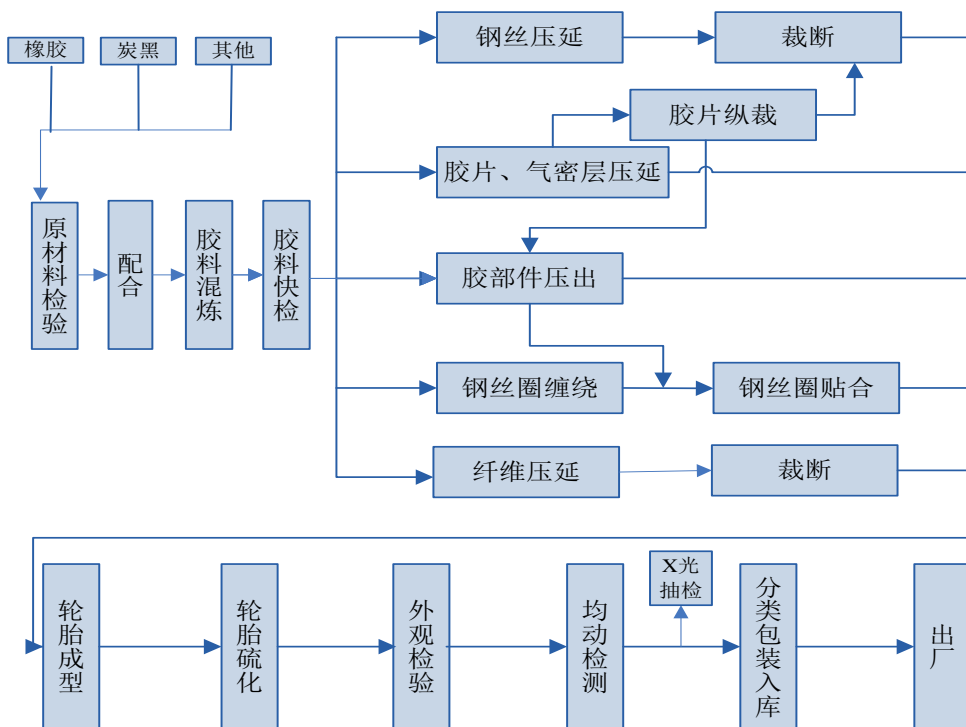 橡胶
炭黑
其他
钢丝压延
裁断
胶片纵裁
胶片、气密层压延
原材料检验
配合
胶料混炼
胶料快检
胶部件压出
钢丝圈缠绕
钢丝圈贴合
纤维压延
裁断
轮胎成型
轮胎硫化
外观检验
均动检测
X光
抽检
分类包装入库
出厂